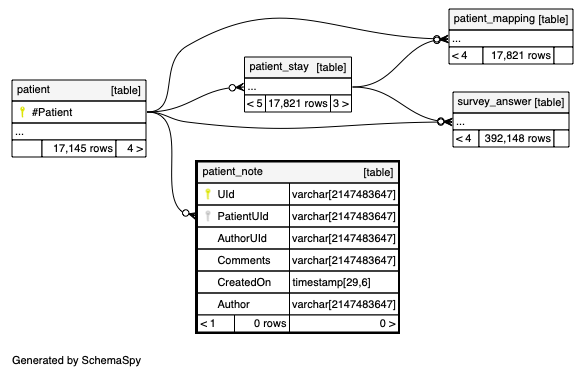 patient_mapping [table]
...
< 4 17,821 rows
patient_stay [table]
...
< 5 17,821 rows 3 >
patient [table]
#Patient
...
17,145 rows 4 >
survey_answer [table]
...
< 4 392,148 rows
patient_note [table]
UId varchar[2147483647]
PatientUId varchar[2147483647]
AuthorUId varchar[2147483647]
Comments varchar[2147483647]
CreatedOn timestamp[29,6]
Author varchar[2147483647]
< 1 0 rows 0 >
Generated by SchemaSpy